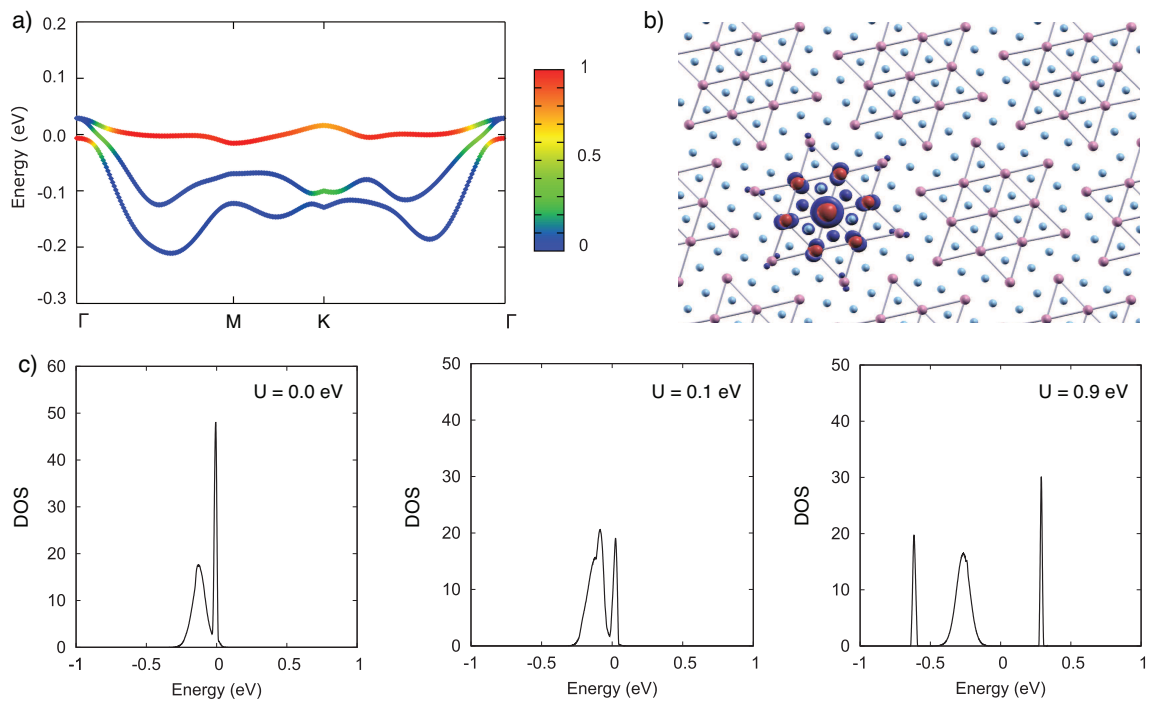 a)
0.2
0.1
0.0
-0.1
-0.2
-0.3
Energy (eV)
Γ M K Γ
1
0.5
0
b)
c)
60
50
40
30
20
10
0
DOS
U = 0.0 eV
-1 -0.5 0 0.5 1
Energy (eV)
50
40
30
20
10
0
DOS
U = 0.1 eV
-1 -0.5 0 0.5 1
Energy (eV)
50
40
30
20
10
0
DOS
U = 0.9 eV
-1 -0.5 0 0.5 1
Energy (eV)